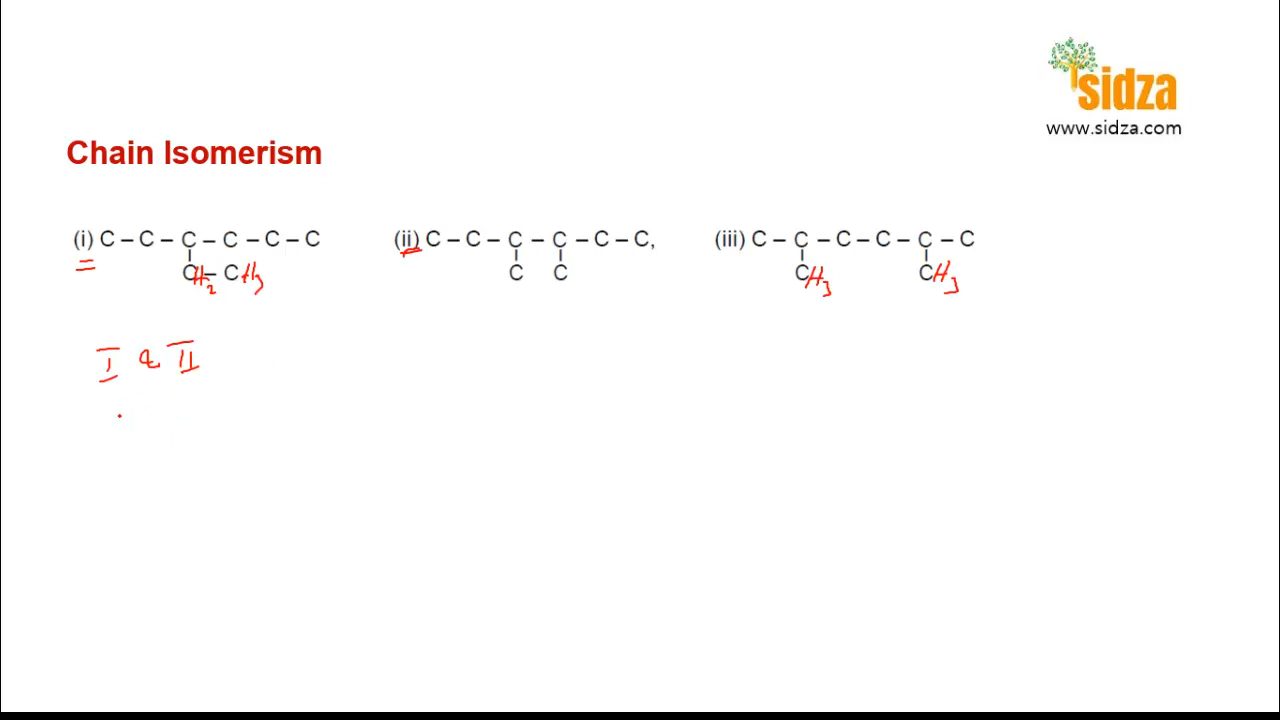 sidza
www.sidza.com
Chain Isomerism
(i) C – C – C – C – C – C (ii) C – C – C – C – C – C, (iii) C – C – C – C – C – C
CH2 – CH3 C C CH3 CH3
I & II